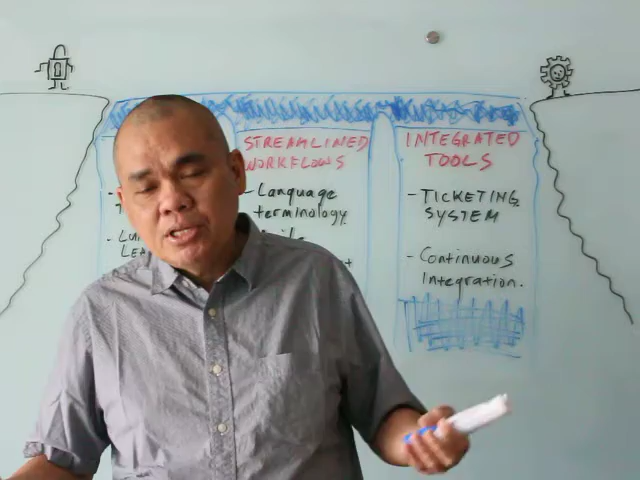 STREAMLINED
WORKFLOWS
- Language
terminology
INTEGRATED
TOOLS
- TICKETING
SYSTEM
- Continuous
Integration.